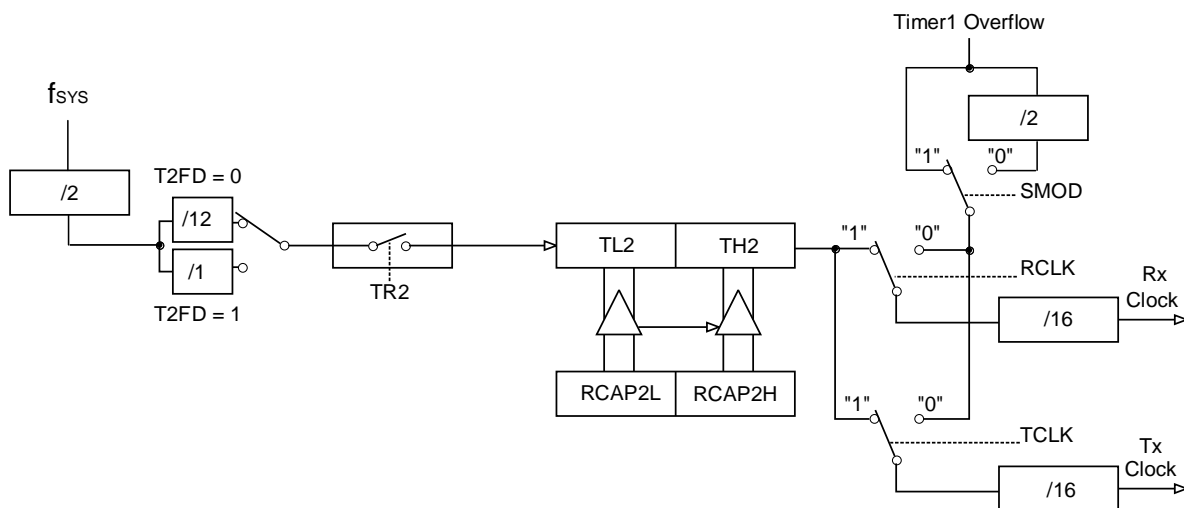 Timer1 Overflow
fSYS
/2
/2
"1"
"0"
T2FD = 0
SMOD
/12
TL2
TH2
"1"
"0"
/1
RCLK
Rx
Clock
TR2
T2FD = 1
/16
RCAP2L
RCAP2H
"1"
"0"
TCLK
Tx
Clock
/16